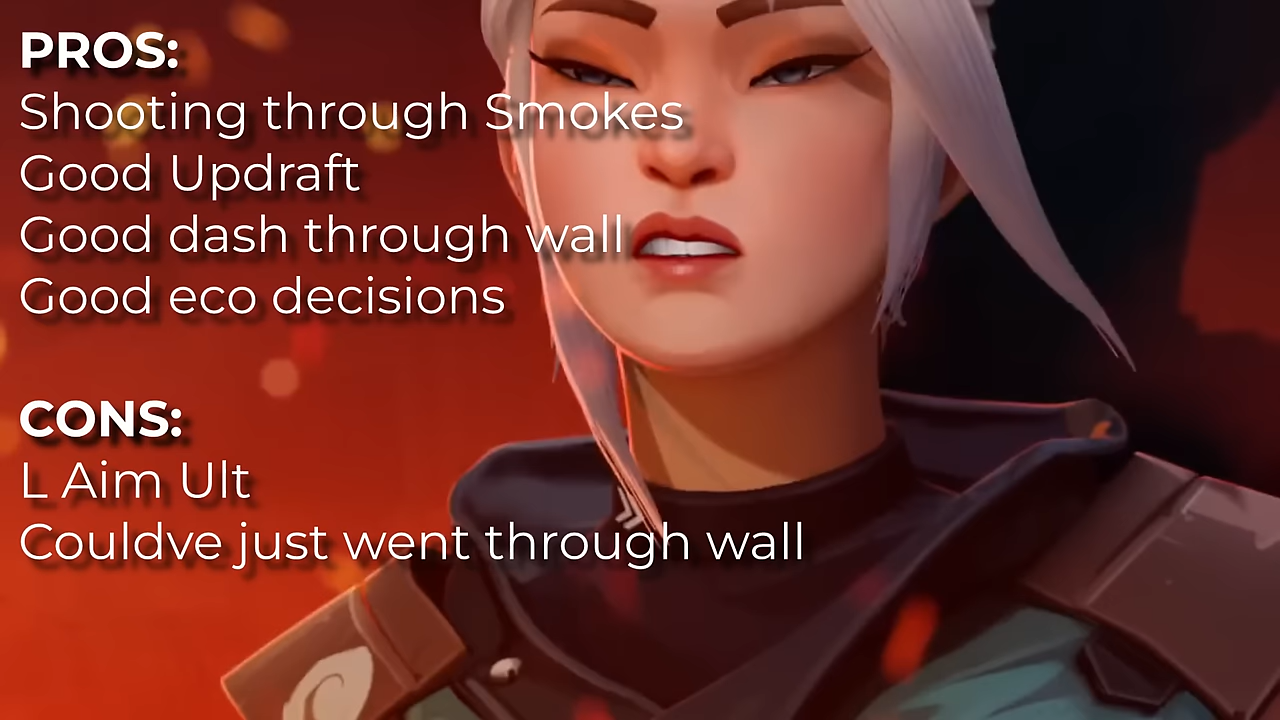 PROS:
Shooting through Smokes
Good Updraft
Good dash through wall
Good eco decisions
CONS:
L Aim Ult
Couldve just went through wall